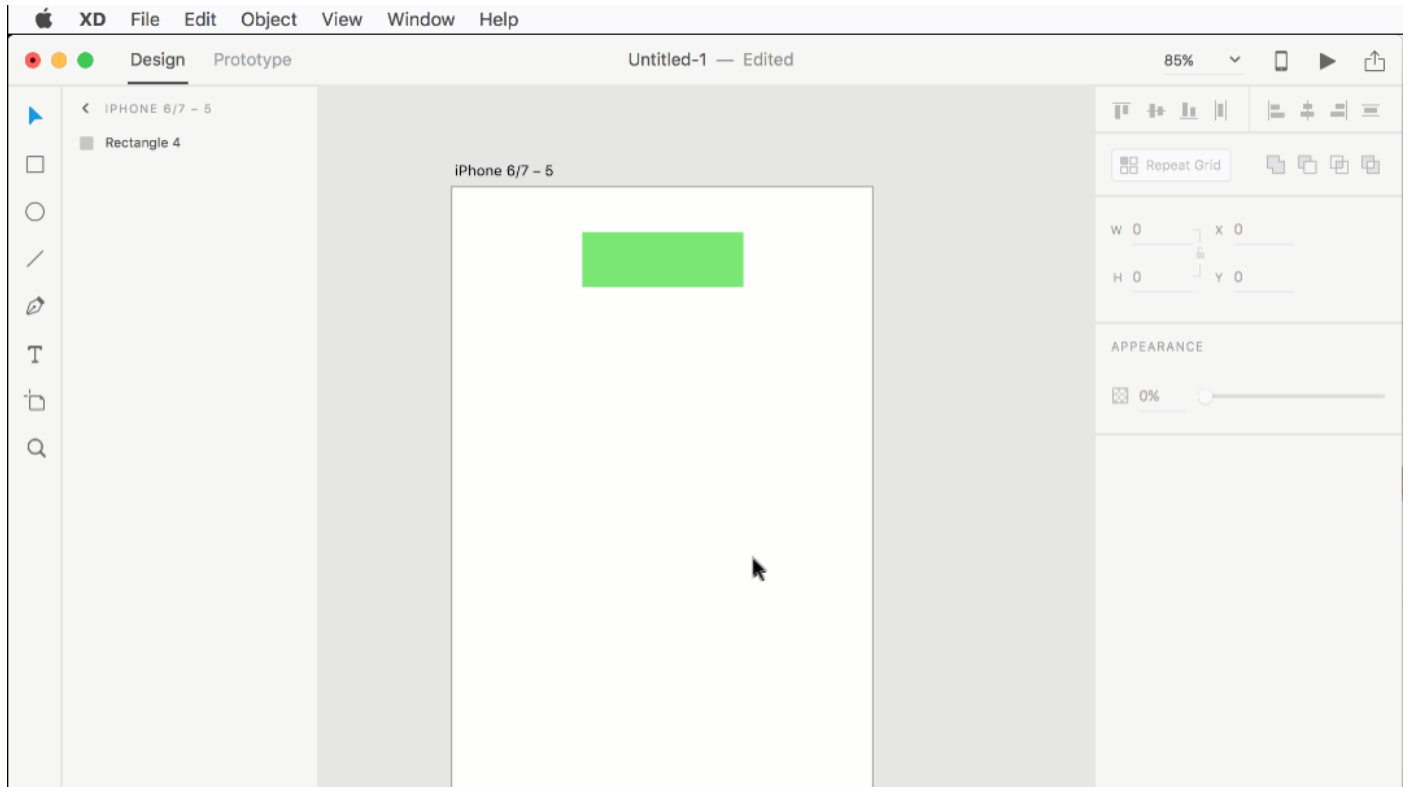 XD File Edit Object View Window Help
Design Prototype Untitled-1 — Edited 85%
IPHONE 6/7 – 5
Rectangle 4
iPhone 6/7 – 5
Repeat Grid
W 0 X 0
H 0 Y 0
APPEARANCE
0%